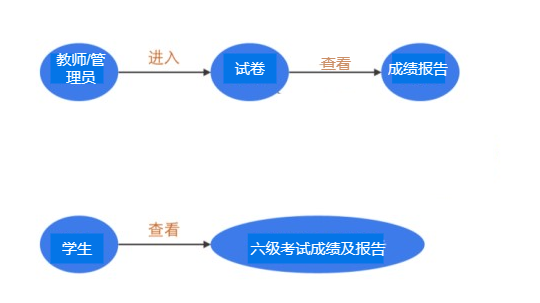 教师/管
理员
进入
试卷
查看
成绩报告
学生
查看
六级考试成绩及报告